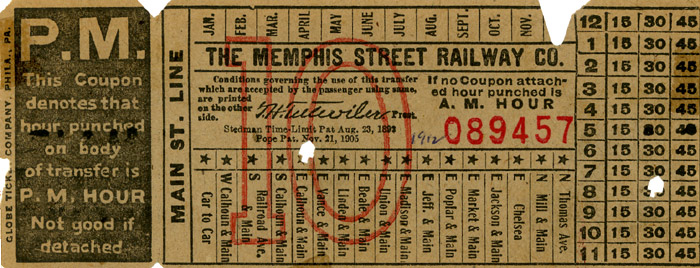 GLOBE TICKET COMPANY, PHILA., PA.
P.M.
This Coupon
denotes that
hour punched
on body
of transfer is
P. M. HOUR
Not good if
detached.
MAIN ST. LINE
JAN.
FEB.
MAR.
APRIL
MAY
JUNE
JULY
AUG.
SEPT.
OCT.
NOV.
THE MEMPHIS STREET RAILWAY CO.
Conditions governing the use of this transfer
which are accepted by the passenger using same,
are printed
on the other
side.
Prest.
Stedman Time-Limit Pat Aug. 23, 1892
Pope Pat. Nov. 21, 1905
If no Coupon attach-
ed hour punched is
A. M. HOUR
1912
089457
10
Car to Car
W Calhoun & Main
S Railroad Ave. & Main
S Calhoun & Main
E Calhoun & Main
E Vance & Main
E Linden & Main
E Beale & Main
E Union & Main
E Madison & Main
E Jeff & Main
E Poplar & Main
E Market & Main
E Jackson & Main
E Chelsea
N Mill & Main
N Thomas Ave.
12 15 30 45
1 15 30 45
2 15 30 45
3 15 30 45
4 15 30 45
5 15 30 45
6 15 30 45
7 15 30 45
8 15 45
9 15 30 45
10 15 30 45
11 15 30 45